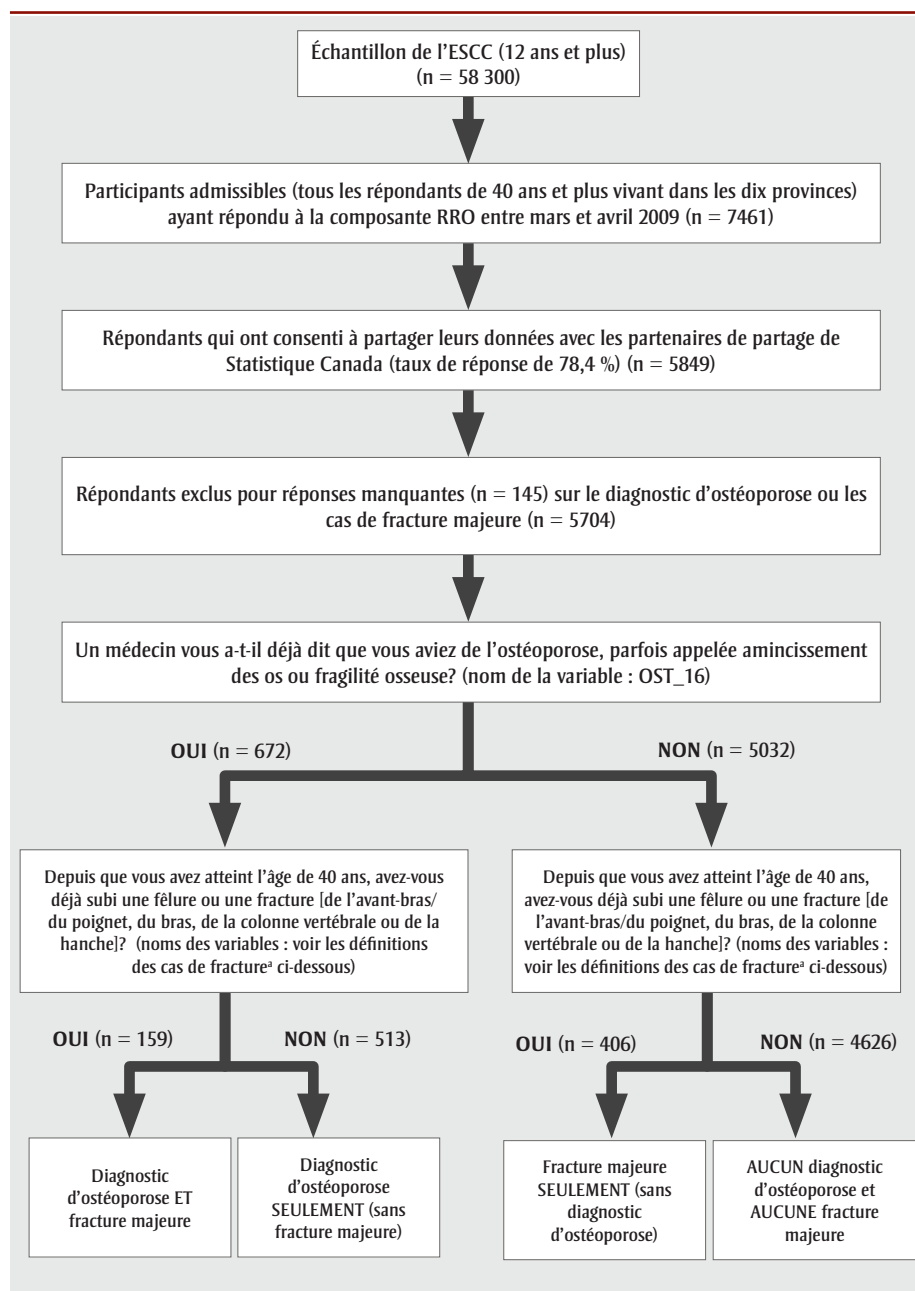 Échantillon de l’ESCC (12 ans et plus)
(n = 58 300)
Participants admissibles (tous les répondants de 40 ans et plus vivant dans les dix provinces)
ayant répondu à la composante RRO entre mars et avril 2009 (n = 7461)
Répondants qui ont consenti à partager leurs données avec les partenaires de partage de
Statistique Canada (taux de réponse de 78,4 %) (n = 5849)
Répondants exclus pour réponses manquantes (n = 145) sur le diagnostic d’ostéoporose ou les
cas de fracture majeure (n = 5704)
Un médecin vous a-t-il déjà dit que vous aviez de l’ostéoporose, parfois appelée amincissement
des os ou fragilité osseuse? (nom de la variable : OST_16)
OUI (n = 672)
NON (n = 5032)
Depuis que vous avez atteint l’âge de 40 ans, avez-vous
déjà subi une fêlure ou une fracture [de l’avant-bras/
du poignet, du bras, de la colonne vertébrale ou de la
hanche]? (noms des variables : voir les définitions
des cas de fractureᵃ ci-dessous)
Depuis que vous avez atteint l’âge de 40 ans,
avez-vous déjà subi une fêlure ou une fracture [de
l’avant-bras/du poignet, du bras, de la colonne
vertébrale ou de la hanche]? (noms des variables :
voir les définitions des cas de fractureᵃ ci-dessous)
OUI (n = 159)
NON (n = 513)
OUI (n = 406)
NON (n = 4626)
Diagnostic
d’ostéoporose ET
fracture majeure
Diagnostic
d’ostéoporose
SEULEMENT (sans
fracture majeure)
Fracture majeure
SEULEMENT (sans
diagnostic
d’ostéoporose)
AUCUN diagnostic
d’ostéoporose et
AUCUNE fracture
majeure